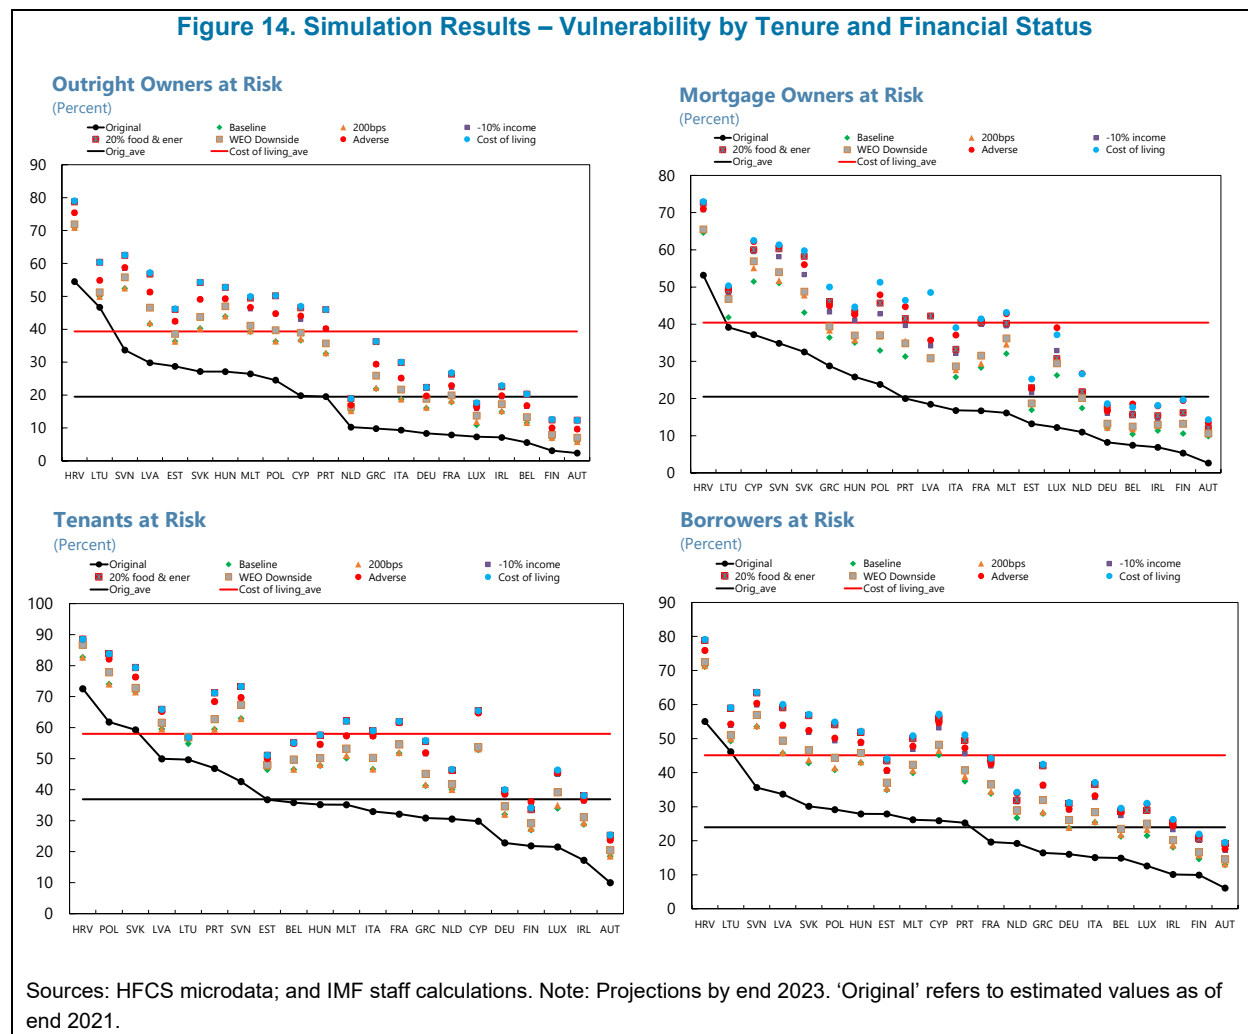 Figure 14. Simulation Results – Vulnerability by Tenure and Financial Status
Outright Owners at Risk
(Percent)
Original Baseline 200bps -10% income
20% food & ener WEO Downside Adverse Cost of living
Orig_ave Cost of living_ave
90
80
70
60
50
40
30
20
10
0
HRV LTU SVN LVA EST SVK HUN MLT POL CYP PRT NLD GRC ITA DEU FRA LUX IRL BEL FIN AUT
Mortgage Owners at Risk
(Percent)
Original Baseline 200bps -10% income
20% food & ener WEO Downside Adverse Cost of living
Orig_ave Cost of living_ave
80
70
60
50
40
30
20
10
0
HRV LTU CYP SVN SVK GRC HUN POL PRT LVA ITA FRA MLT EST LUX NLD DEU BEL IRL FIN AUT
Tenants at Risk
(Percent)
Original Baseline 200bps -10% income
20% food & ener WEO Downside Adverse Cost of living
Orig_ave Cost of living_ave
100
90
80
70
60
50
40
30
20
10
0
HRV POL SVK LVA LTU PRT SVN EST BEL HUN MLT ITA FRA GRC NLD CYP DEU FIN LUX IRL AUT
Borrowers at Risk
(Percent)
Original Baseline 200bps -10% income
20% food & ener WEO Downside Adverse Cost of living
Orig_ave Cost of living_ave
90
80
70
60
50
40
30
20
10
0
HRV LTU SVN LVA SVK POL HUN EST MLT CYP PRT FRA NLD GRC DEU ITA BEL LUX IRL FIN AUT
Sources: HFCS microdata; and IMF staff calculations. Note: Projections by end 2023. ‘Original’ refers to estimated values as of
end 2021.